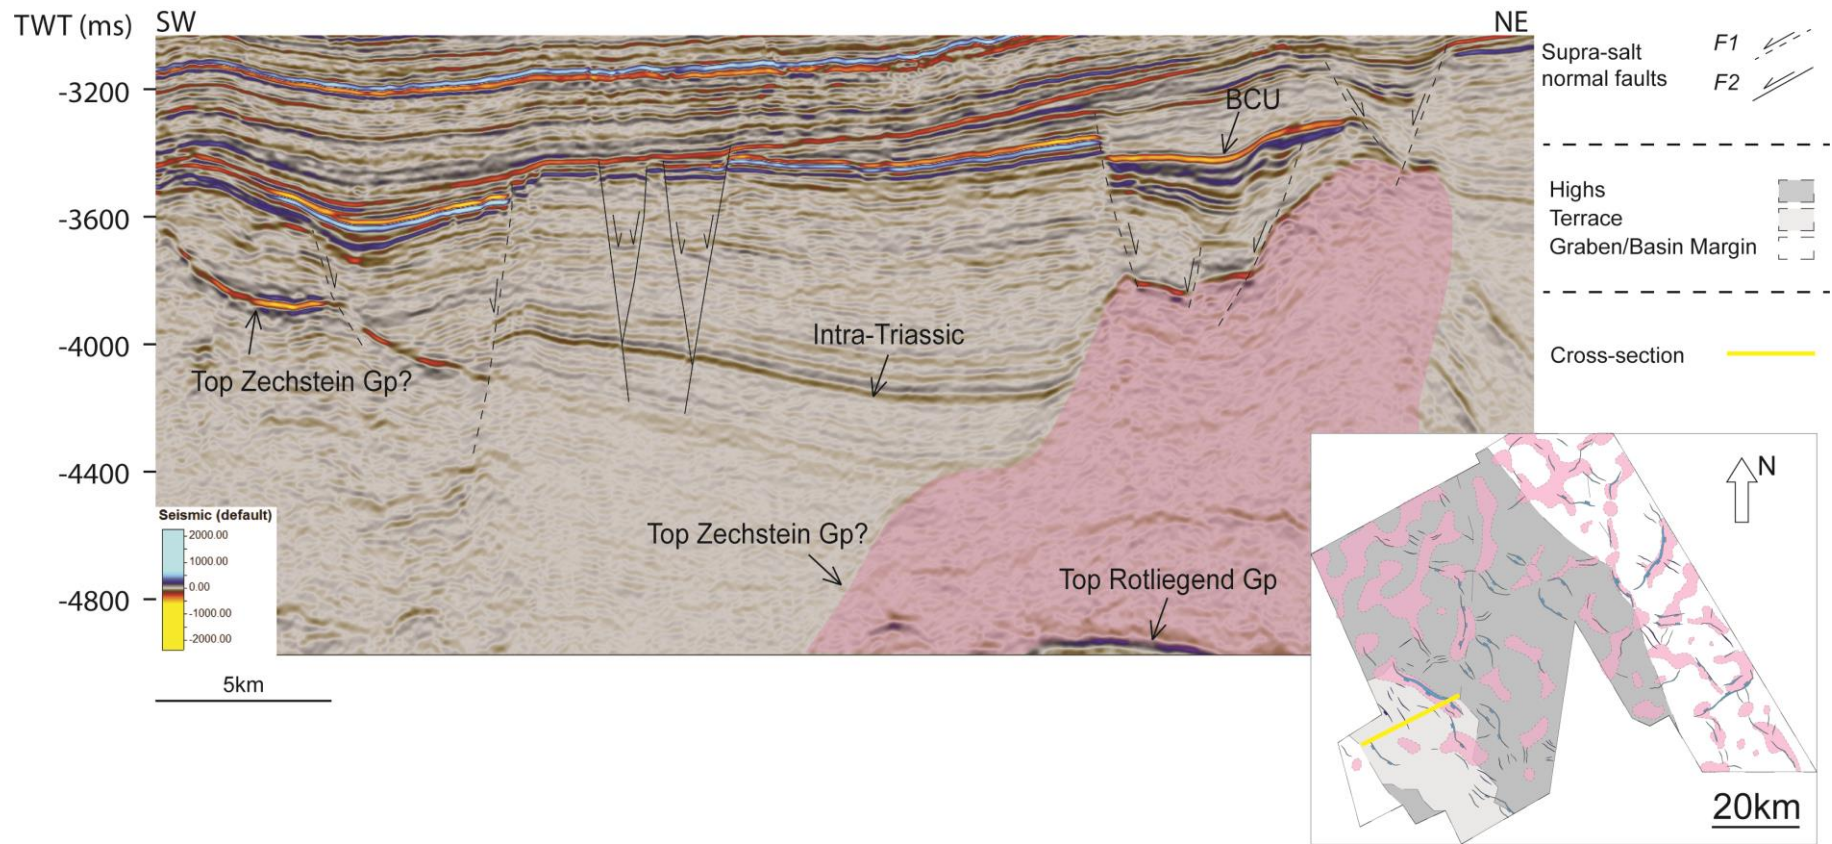 TWT (ms)
SW
NE
-3200
-3600
-4000
-4400
-4800
BCU
Intra-Triassic
Top Zechstein Gp?
Top Zechstein Gp?
Top Rotliegend Gp
Seismic (default)
2000.00
1000.00
0.00
-1000.00
-2000.00
5km
Supra-salt
normal faults
F1
F2
Highs
Terrace
Graben/Basin Margin
Cross-section
N
20km